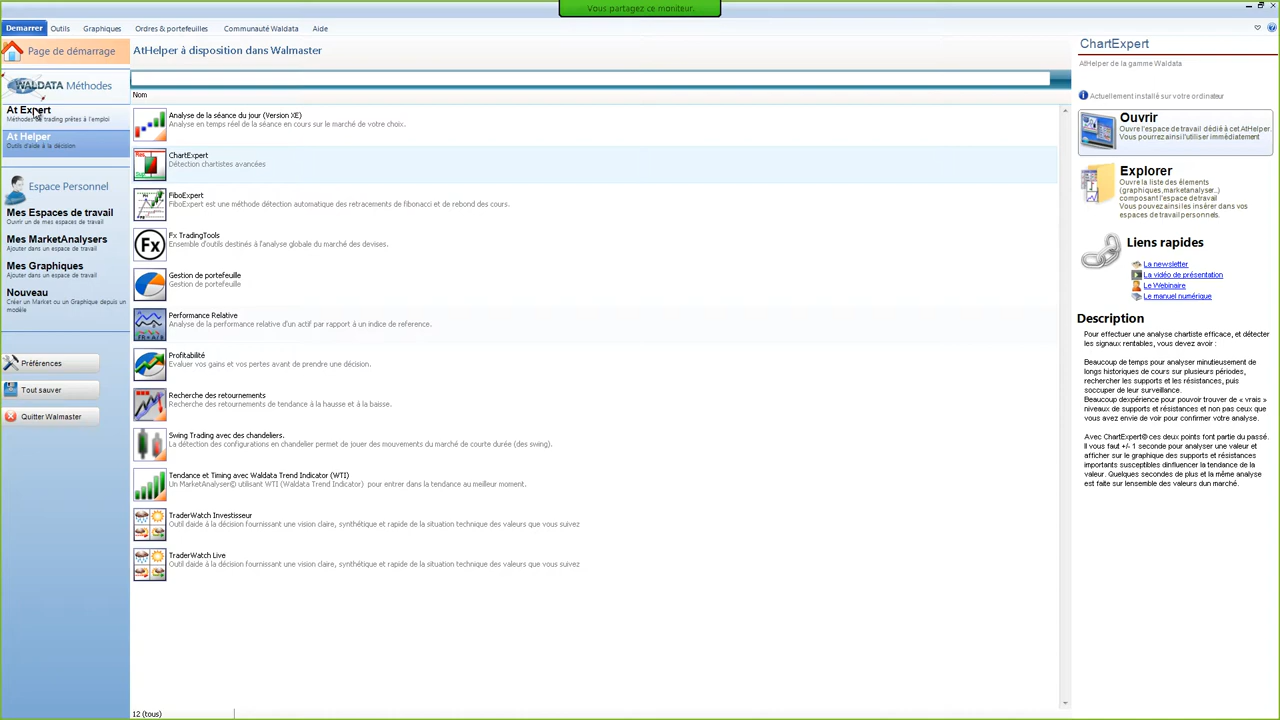 Vous partagez ce moniteur.
Demarrer Outils Graphiques Ordres & portefeuilles Communauté Waldata Aide
Page de démarrage
WALDATA Méthodes
At Expert
Méthodes de trading prêtes à l'emploi
At Helper
Outils d'aide à la décision
Espace Personnel
Mes Espaces de travail
Ouvrir un de mes espaces de travail
Mes MarketAnalysers
Ajouter dans un espace de travail
Mes Graphiques
Ajouter dans un espace de travail
Nouveau
Créer un Market ou un Graphique depuis un
modèle
Préférences
Tout sauver
Quitter Walmaster
AtHelper à disposition dans Walmaster
Nom
Analyse de la séance du jour (Version XE)
Analyse en temps réel de la séance en cours sur le marché de votre choix.
Res
Sup
ChartExpert
Détection chartistes avancées
FiboExpert
FiboExpert est une méthode détection automatique des retracements de fibonacci et de rebond des cours.
Fx
Fx TradingTools
Ensemble d'outils destinés à l'analyse globale du marché des devises.
Gestion de portefeuille
Gestion de portefeuille
FR = A / B
Performance Relative
Analyse de la performance relative d'un actif par rapport à un indice de reference.
Profitabilité
Evaluer vos gains et vos pertes avant de prendre une décision.
Recherche des retournements
Recherche des retournements de tendance à la hausse et à la baisse.
Swing Trading avec des chandeliers.
La détection des configurations en chandelier permet de jouer des mouvements du marché de courte durée (des swing).
Tendance et Timing avec Waldata Trend Indicator (WTI)
Un MarketAnalyser© utilisant WTI (Waldata Trend Indicator) pour entrer dans la tendance au meilleur moment.
TraderWatch Investisseur
Outil daide à la décision fournissant une vision claire, synthétique et rapide de la situation technique des valeurs que vous suivez
TraderWatch Live
Outil daide à la décision fournissant une vision claire, synthétique et rapide de la situation technique des valeurs que vous suivez
12 (tous)
ChartExpert
AtHelper de la gamme Waldata
Actuellement installé sur votre ordinateur
Ouvrir
Ouvre l'espace de travail dédié à cet AtHelper.
Vous pourrez ainsi l'utiliser immédiatement
Explorer
Ouvre la liste des élements
(graphiques,marketanalyser...)
composant l'espace detravail
Vous pouvez ainsi les insérer dans vos
espaces de travail personnels.
Liens rapides
La newsletter
La vidéo de présentation
Le Webinaire
Le manuel numérique
Description
Pour effectuer une analyse chartiste efficace, et détecter
les signaux rentables, vous devez avoir :
Beaucoup de temps pour analyser minutieusement de
longs historiques de cours sur plusieurs périodes,
rechercher les supports et les résistances, puis
soccuper de leur surveillance.
Beaucoup dexpérience pour pouvoir trouver de « vrais »
niveaux de supports et résistances et non pas ceux que
vous avez envie de voir pour confirmer votre analyse.
Avec ChartExpert© ces deux points font partie du passé.
Il vous faut +/- 1 seconde pour analyser une valeur et
afficher sur le graphique des supports et résistances
importants susceptibles dinfluencer la tendance de la
valeur. Quelques secondes de plus et la même analyse
est faite sur lensemble des valeurs dun marché.